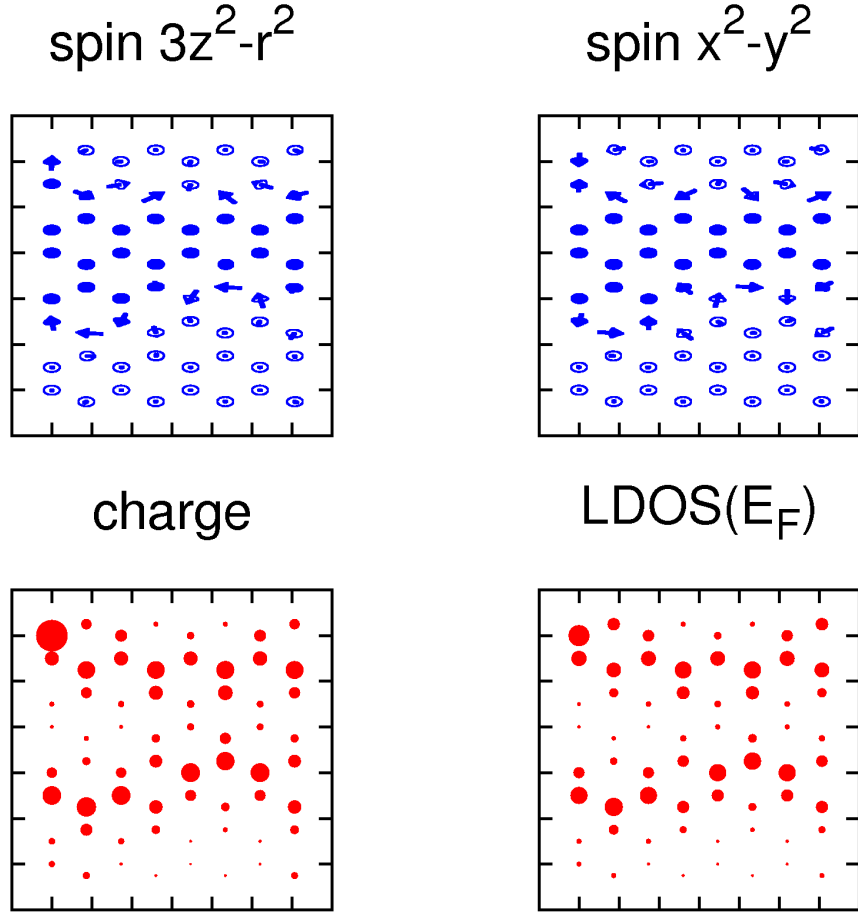 spin 3z²-r²
spin x²-y²
charge
LDOS(E_F)